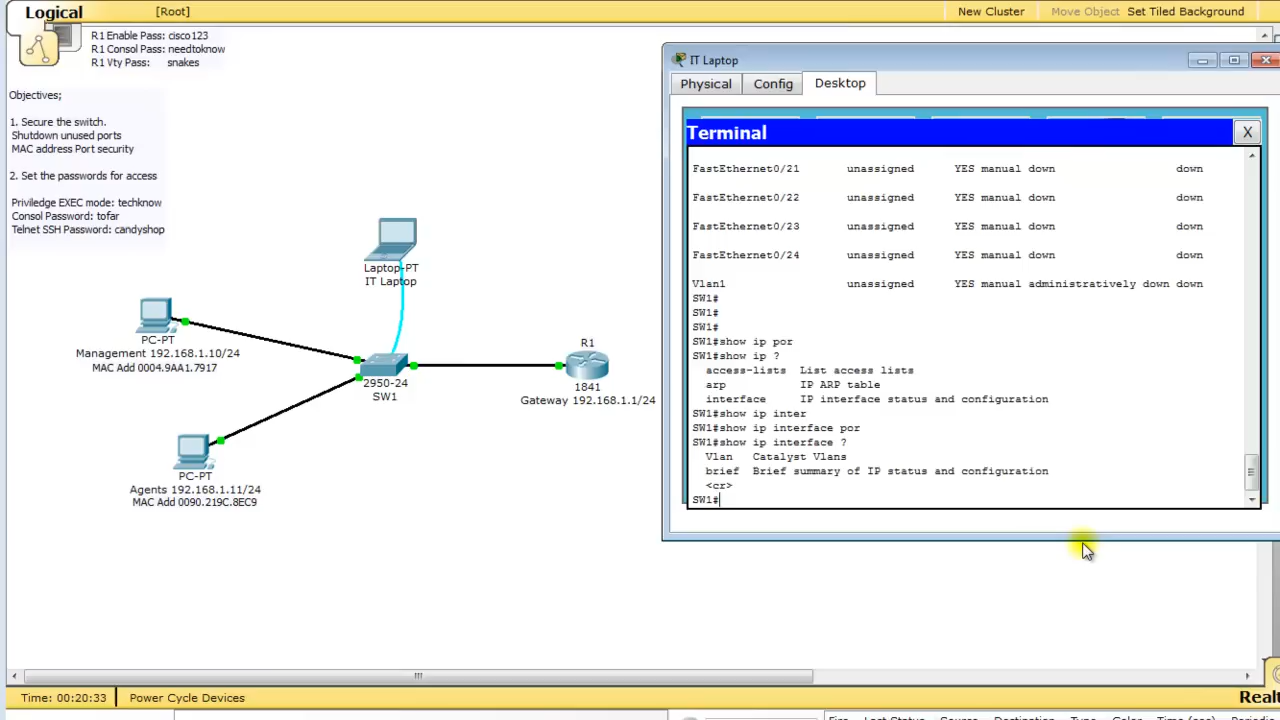 Logical
[Root]
New Cluster
Move Object
Set Tiled Background
R1 Enable Pass: cisco123
R1 Consol Pass: needtoknow
R1 Vty Pass: snakes
Objectives;
1. Secure the switch.
Shutdown unused ports
MAC address Port security
2. Set the passwords for access
Priviledge EXEC mode: techknow
Consol Password: tofar
Telnet SSH Password: candyshop
Laptop-PT
IT Laptop
PC-PT
Management 192.168.1.10/24
MAC Add 0004.9AA1.7917
2950-24
SW1
R1
1841
Gateway 192.168.1.1/24
PC-PT
Agents 192.168.1.11/24
MAC Add 0090.219C.8EC9
IT Laptop
Physical
Config
Desktop
Terminal
X
FastEthernet0/21 unassigned YES manual down down
FastEthernet0/22 unassigned YES manual down down
FastEthernet0/23 unassigned YES manual down down
FastEthernet0/24 unassigned YES manual down down
Vlan1 unassigned YES manual administratively down down
SW1#
SW1#
SW1#
SW1#show ip por
SW1#show ip ?
access-lists List access lists
arp IP ARP table
interface IP interface status and configuration
SW1#show ip inter
SW1#show ip interface por
SW1#show ip interface ?
Vlan Catalyst Vlans
brief Brief summary of IP status and configuration
<cr>
SW1#
Time: 00:20:33
Power Cycle Devices